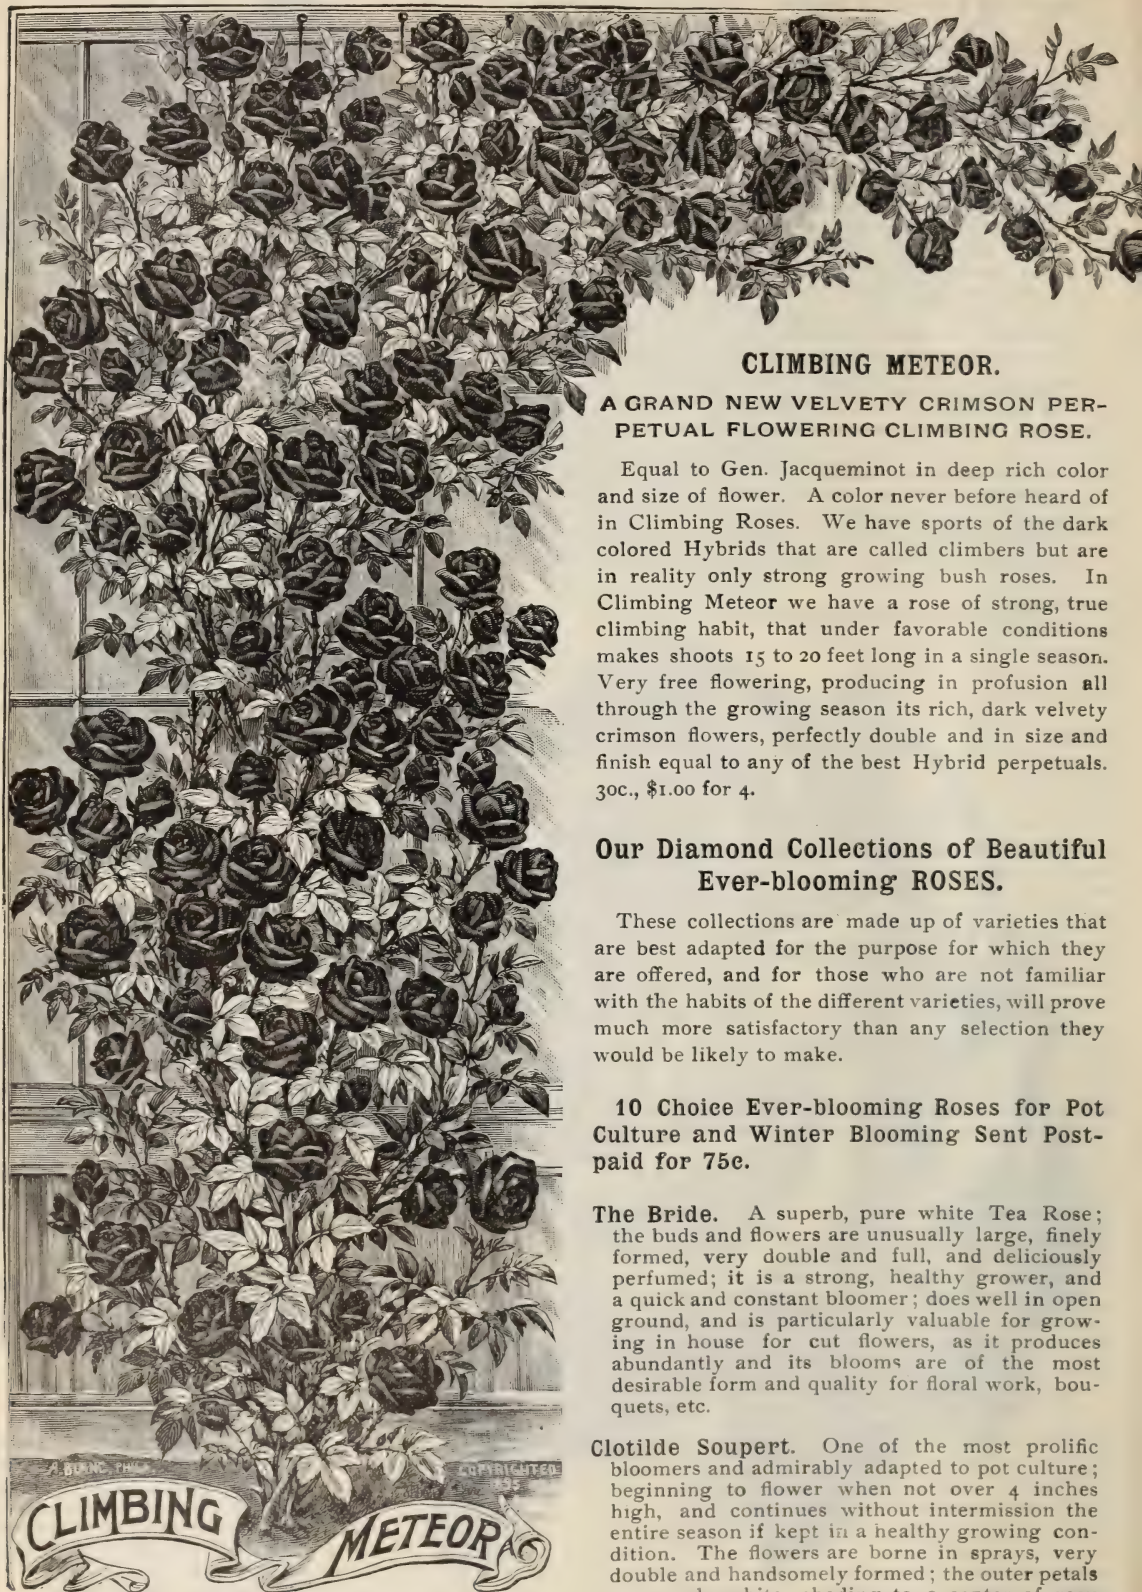 CLIMBING METEOR.
A GRAND NEW VELVETY CRIMSON PER-
PETUAL FLOWERING CLIMBING ROSE.
Equal to Gen. Jacqueminot in deep rich color
and size of flower. A color never before heard of
in Climbing Roses. We have sports of the dark
colored Hybrids that are called climbers but are
in reality only strong growing bush roses. In
Climbing Meteor we have a rose of strong, true
climbing habit, that under favorable conditions
makes shoots 15 to 20 feet long in a single season.
Very free flowering, producing in profusion all
through the growing season its rich, dark velvety
crimson flowers, perfectly double and in size and
finish equal to any of the best Hybrid perpetuals.
30c., $1.00 for 4.
Our Diamond Collections of Beautiful
Ever-blooming ROSES.
These collections are made up of varieties that
are best adapted for the purpose for which they
are offered, and for those who are not familiar
with the habits of the different varieties, will prove
much more satisfactory than any selection they
would be likely to make.
10 Choice Ever-blooming Roses for Pot
Culture and Winter Blooming Sent Post-
paid for 75c.
The Bride. A superb, pure white Tea Rose;
the buds and flowers are unusually large, finely
formed, very double and full, and deliciously
perfumed; it is a strong, healthy grower, and
a quick and constant bloomer; does well in open
ground, and is particularly valuable for grow-
ing in house for cut flowers, as it produces
abundantly and its blooms are of the most
desirable form and quality for floral work, bou-
quets, etc.
Clotilde Soupert. One of the most prolific
bloomers and admirably adapted to pot culture;
beginning to flower when not over 4 inches
high, and continues without intermission the
entire season if kept in a healthy growing con-
dition. The flowers are borne in sprays, very
double and handsomely formed; the outer petals
A. BLANC, PHILA
COPYRIGHTED
CLIMBING
METEOR